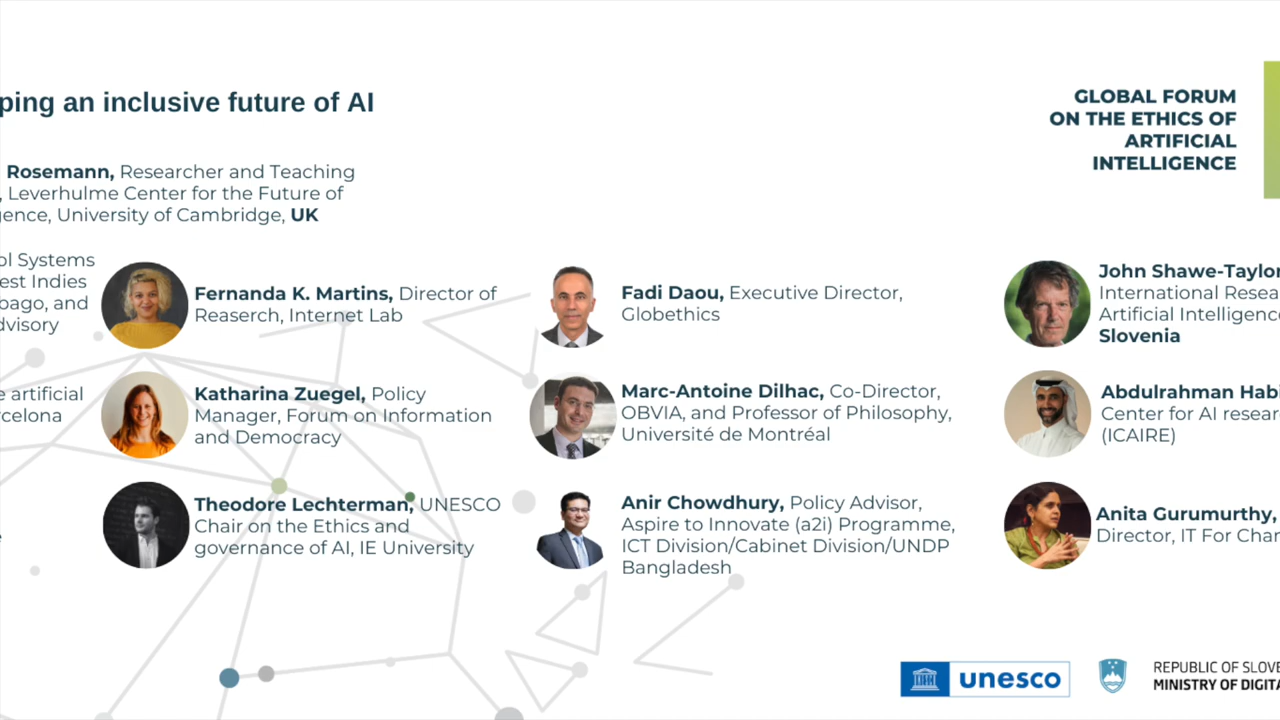 ping an inclusive future of AI
GLOBAL FORUM
ON THE ETHICS OF
ARTIFICIAL
INTELLIGENCE
Rosemann, Researcher and Teaching
, Leverhulme Center for the Future of
gence, University of Cambridge, UK
ol Systems
est Indies
bago, and
dvisory
Fernanda K. Martins, Director of
Reaserch, Internet Lab
Fadi Daou, Executive Director,
Globethics
John Shawe-Taylor
International Resea
Artificial Intelligence
Slovenia
e artificial
rcelona
Katharina Zuegel, Policy
Manager, Forum on Information
and Democracy
Marc-Antoine Dilhac, Co-Director,
OBVIA, and Professor of Philosophy,
Université de Montréal
Abdulrahman Habi
Center for AI resear
(ICAIRE)
e
Theodore Lechterman, UNESCO
Chair on the Ethics and
governance of AI, IE University
Anir Chowdhury, Policy Advisor,
Aspire to Innovate (a2i) Programme,
ICT Division/Cabinet Division/UNDP
Bangladesh
Anita Gurumurthy,
Director, IT For Chan
unesco
REPUBLIC OF SLOVE
MINISTRY OF DIGITA